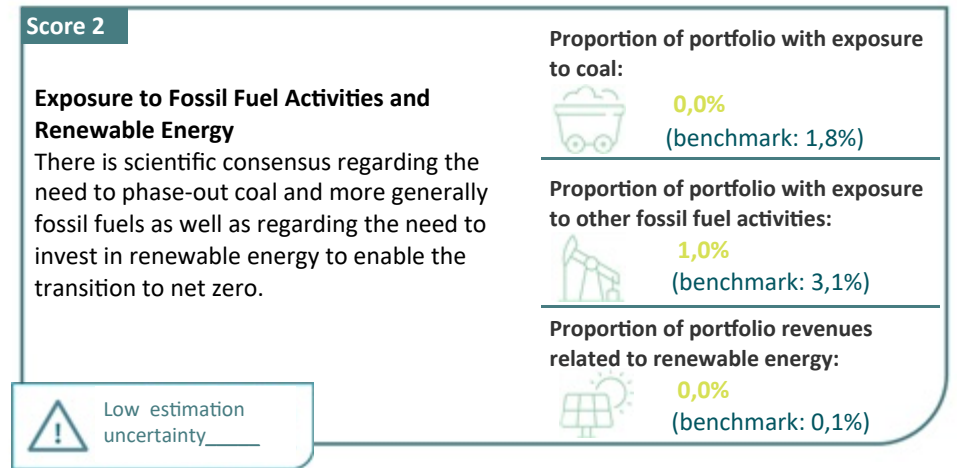 Score 2
Exposure to Fossil Fuel Activities and
Renewable Energy
There is scientific consensus regarding the
need to phase-out coal and more generally
fossil fuels as well as regarding the need to
invest in renewable energy to enable the
transition to net zero.
Low estimation
uncertainty_____
Proportion of portfolio with exposure
to coal:
0,0%
(benchmark: 1,8%)
Proportion of portfolio with exposure
to other fossil fuel activities:
1,0%
(benchmark: 3,1%)
Proportion of portfolio revenues
related to renewable energy:
0,0%
(benchmark: 0,1%)